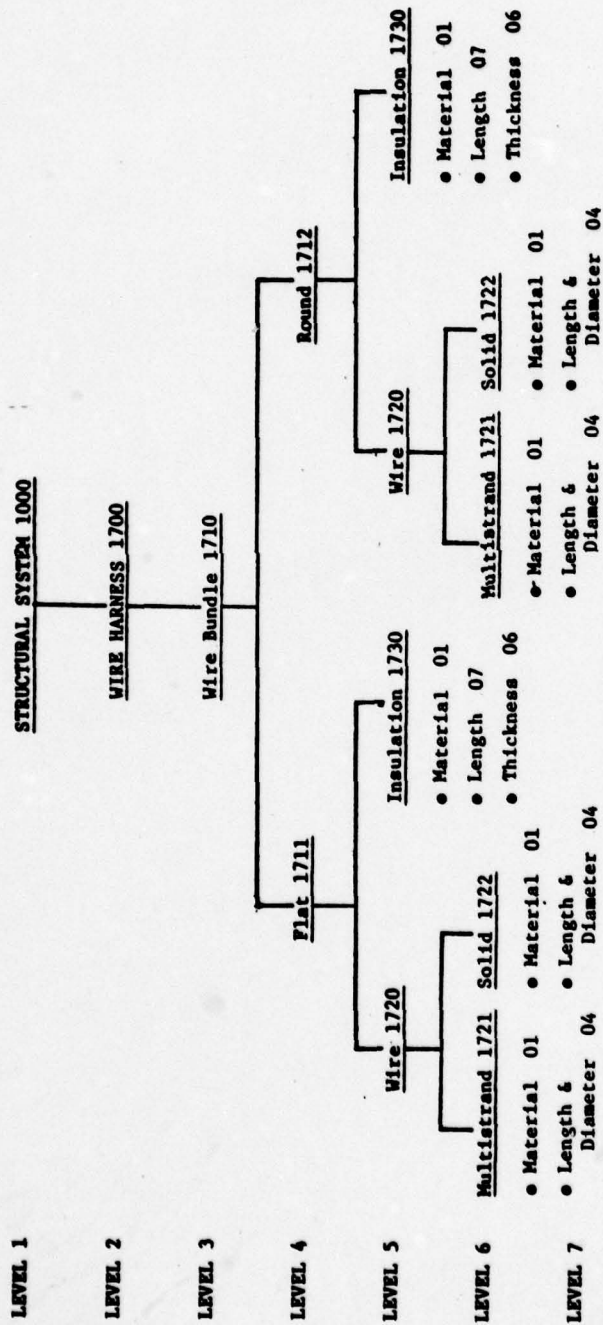 LEVEL 1
STRUCTURAL SYSTEM 1000
LEVEL 2
WIRE HARNESS 1700
LEVEL 3
Wire Bundle 1710
LEVEL 4
Flat 1711
Round 1712
LEVEL 5
Wire 1720
Insulation 1730
Wire 1720
Insulation 1730
• Material 01
• Length 07
• Thickness 06
• Material 01
• Length 07
• Thickness 06
LEVEL 6
Multistrand 1721
Solid 1722
Multistrand 1721
Solid 1722
LEVEL 7
• Material 01
• Length &
Diameter 04
• Material 01
• Length &
Diameter 04
• Material 01
• Length &
Diameter 04
• Material 01
• Length &
Diameter 04